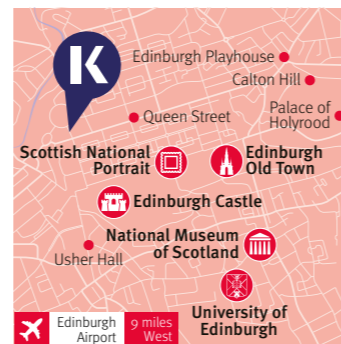 K
Edinburgh Playhouse
Calton Hill
Palace of
Holyrood
Queen Street
Scottish National
Portrait
Edinburgh
Old Town
Edinburgh Castle
National Museum
of Scotland
Usher Hall
University of
Edinburgh
Edinburgh
Airport
9 miles
West